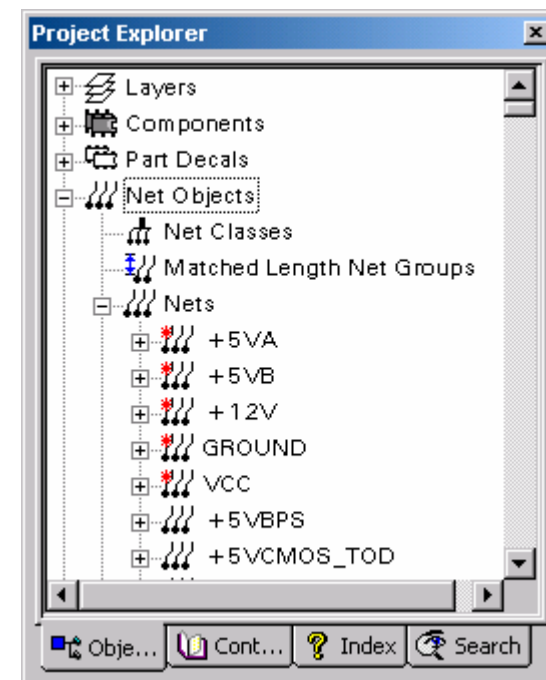 Project Explorer
Layers
Components
Part Decals
Net Objects
Net Classes
Matched Length Net Groups
Nets
+5VA
+5VB
+12V
GROUND
VCC
+5VBPS
+5VCMOS_TOD
Obje... Cont... Index Search